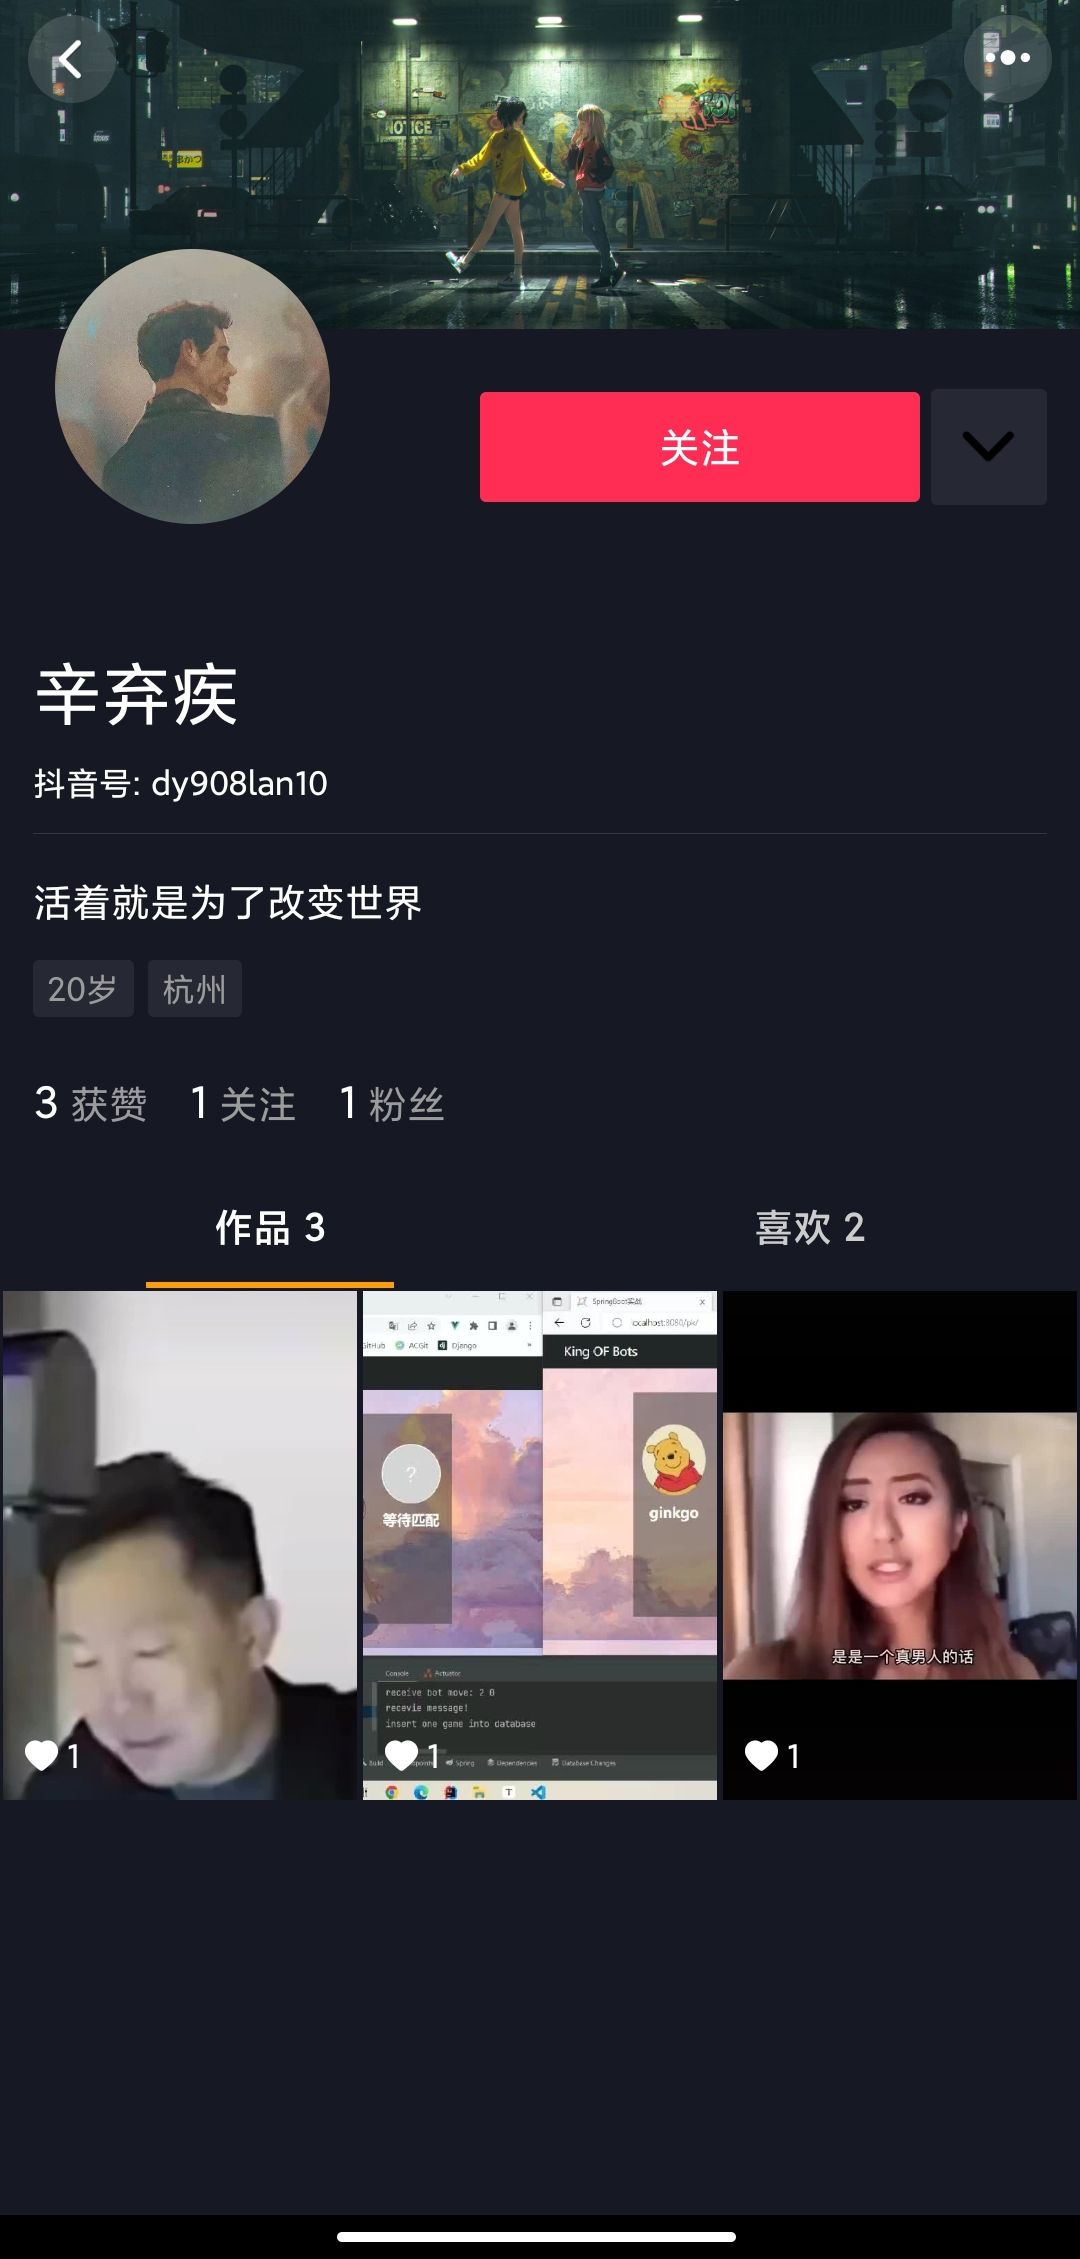 NOTICE
串かつ
关注
辛弃疾
抖音号: dy908lan10
活着就是为了改变世界
20岁 杭州
3 获赞 1 关注 1 粉丝
作品 3 喜欢 2
SpringBoot实战
localhost:8080/pk/
GitHub ACGit Django
King OF Bots
?
等待匹配
ginkgo
是是一个真男人的话
Console Actuator
receive bot move: 2 0
recevie message!
insert one game into database
Build Spring Dependencies Database Changes
1 1 1